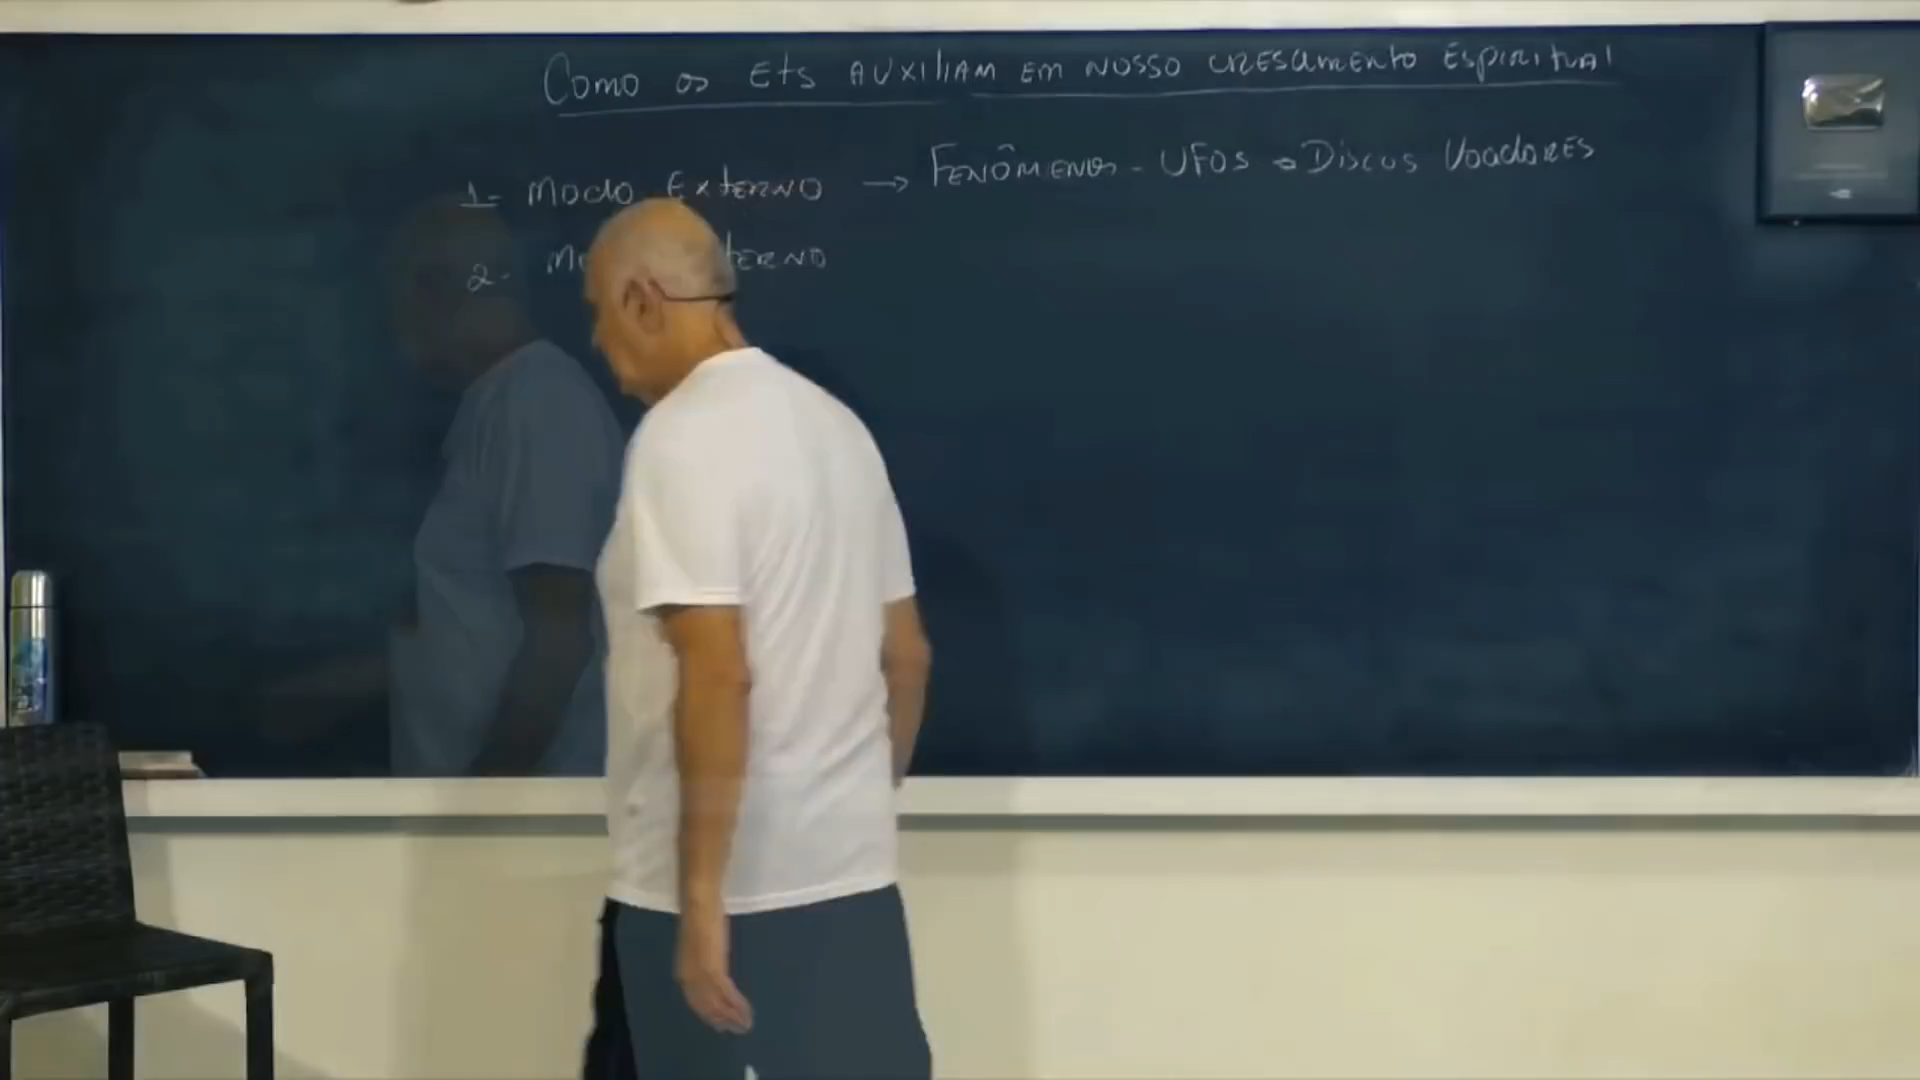 Como os Ets AUXILIAM EM NOSSO CRESCIMENTO ESPIRITUAL
1- MODO EXTERNO → FENÔMENOS - UFOS → DISCOS VOADORES
2-